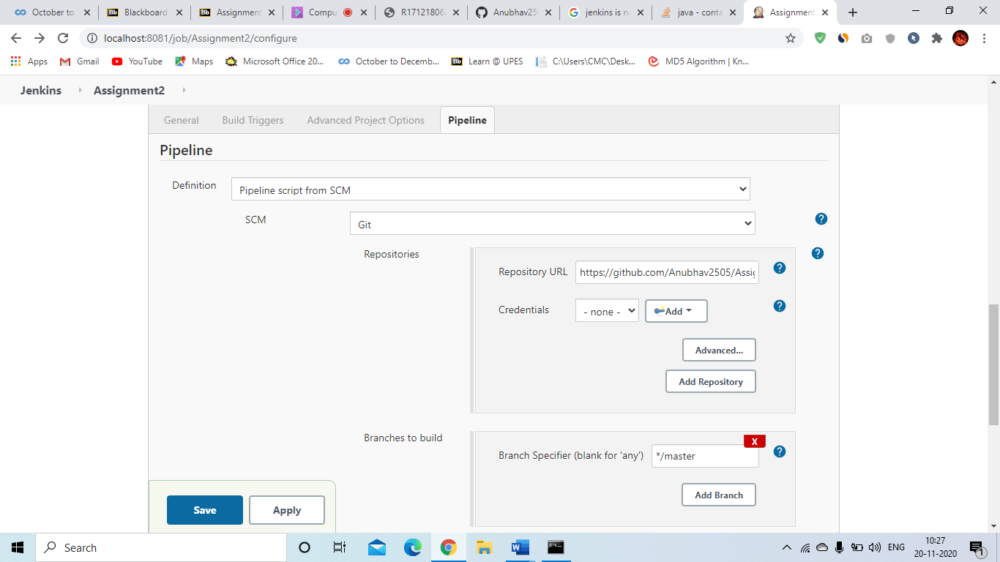 October to
Blackboard
Assignment
Compu
R17121806
Anubhav25
jenkins is n
java - conta
Assignment
localhost:8081/job/Assignment2/configure
Apps
Gmail
YouTube
Maps
Microsoft Office 20...
October to Decemb...
Bb
Learn @ UPES
C:\Users\CMC\Desk...
MD5 Algorithm | Kn...
Jenkins
Assignment2
General
Build Triggers
Advanced Project Options
Pipeline
Pipeline
Definition
Pipeline script from SCM
SCM
Git
Repositories
Repository URL
https://github.com/Anubhav2505/Assig
Credentials
- none -
Add
Advanced...
Add Repository
Branches to build
X
Branch Specifier (blank for 'any')
*/master
Add Branch
Save
Apply
Search
ENG
10:27
20-11-2020
1